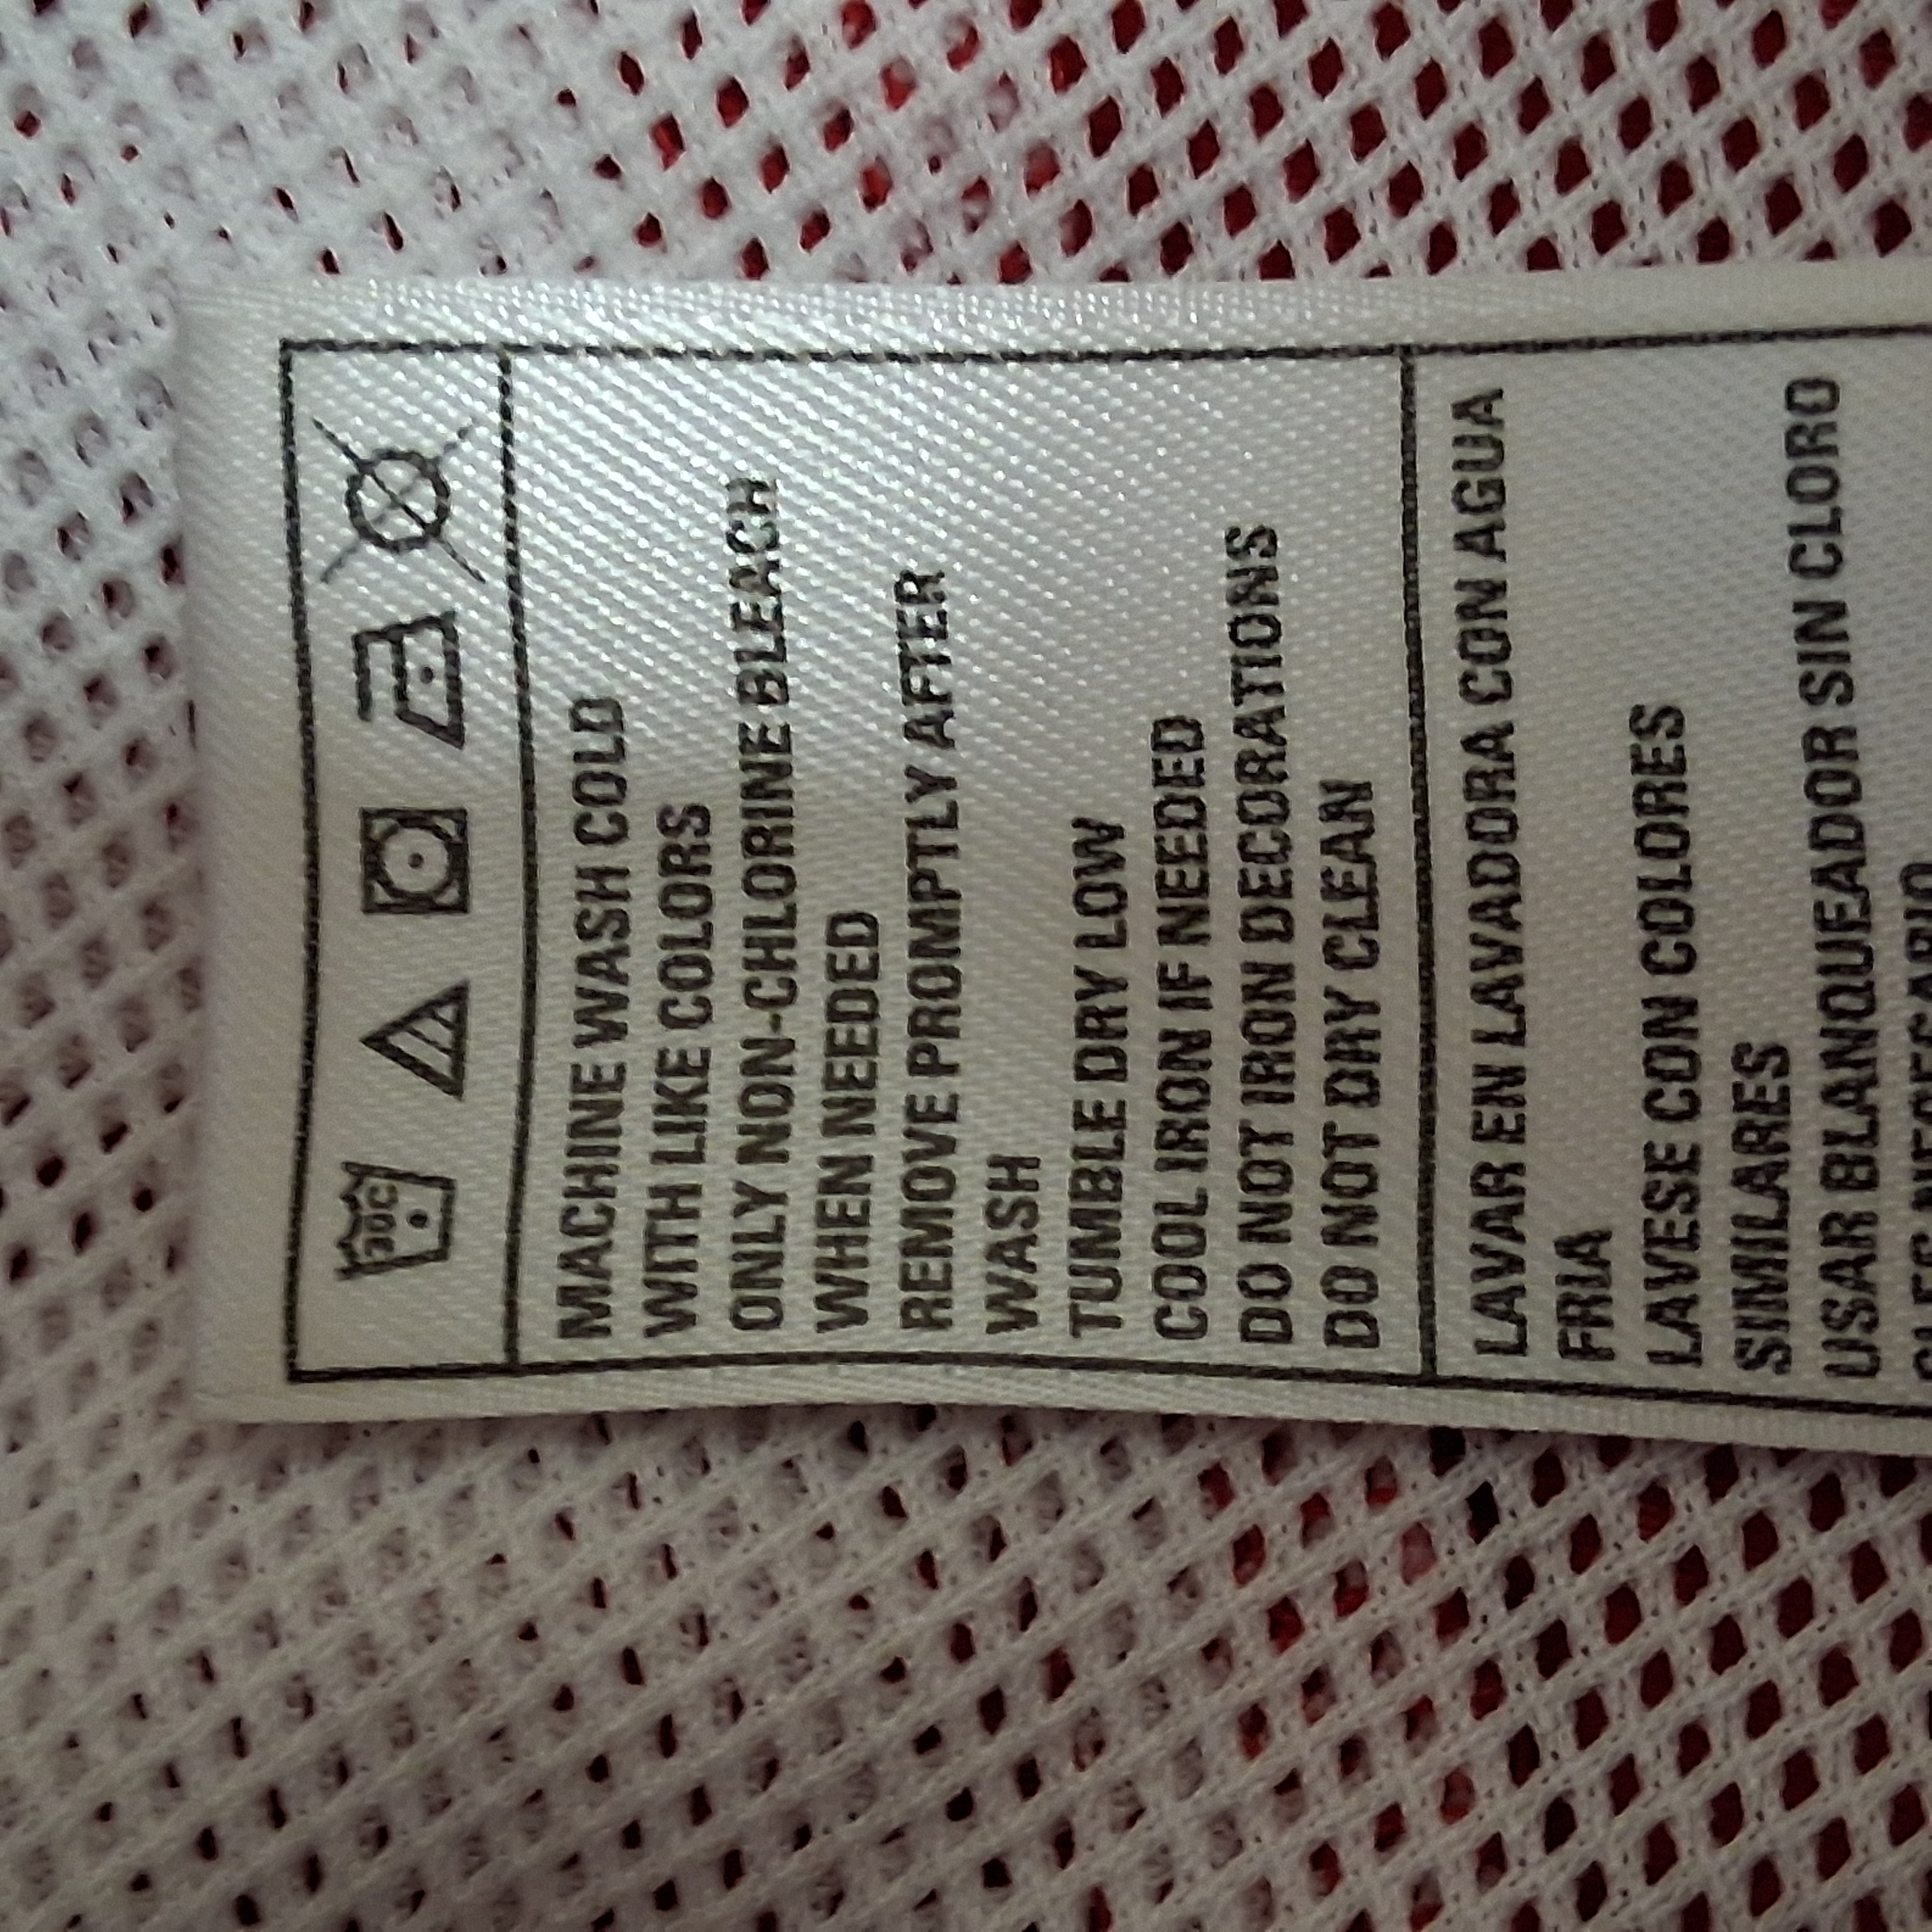 30C
MACHINE WASH COLD
WITH LIKE COLORS
ONLY NON-CHLORINE BLEACH
WHEN NEEDED
REMOVE PROMPTLY AFTER
WASH
TUMBLE DRY LOW
COOL IRON IF NEEDED
DO NOT IRON DECORATIONS
DO NOT DRY CLEAN
LAVAR EN LAVADORA CON AGUA
FRIA
LAVESE CON COLORES
SIMILARES
USAR BLANQUEADOR SIN CLORO